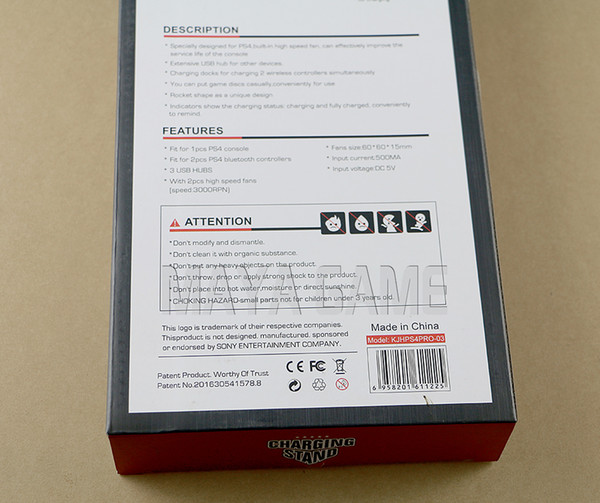 DESCRIPTION
* Specially designed for PS4,built-in high speed fan, can effectively improve the
service life of the console
* Extensive USB hub for other devices
* Charging docks for charging 2 wireless controllers simultaneously
* You can put game discs casually,conveniently for use
* Rocket shape as a unique design
* Indicators show the charging status: charging and fully charged, conveniently
to remind.
FEATURES
* Fit for 1pcs PS4 console
* Fit for 2pcs PS4 bluetooth controllers
* 3 USB HUBS
* With 2pcs high speed fans
(speed:3000RPN)
* Fans size:60*60*15mm
* Input current:500MA
* Input voltage:DC 5V
ATTENTION
*Don't modify and dismantle.
*Don't clean it with organic substance.
*Don't put any heavy objects on the product.
*Don't throw, drop or apply strong shock to the product.
*Don't place into hot water,moisture or direct sunshine.
*CHOKING HAZARD-small parts not for children under 3 years old.
MAYA GAME
This logo is trademark of their respective companies.
Thisproduct is not designed. manufactured. sponsored
or endorsed by SONY ENTERTAINMENT COMPANY.
Made in China
Model: KJHPS4PRO-03
Patent Product. Worthy Of Trust
Patent No.201630541578.8
CE FC
6 958201 611225
CHARGING
STAND